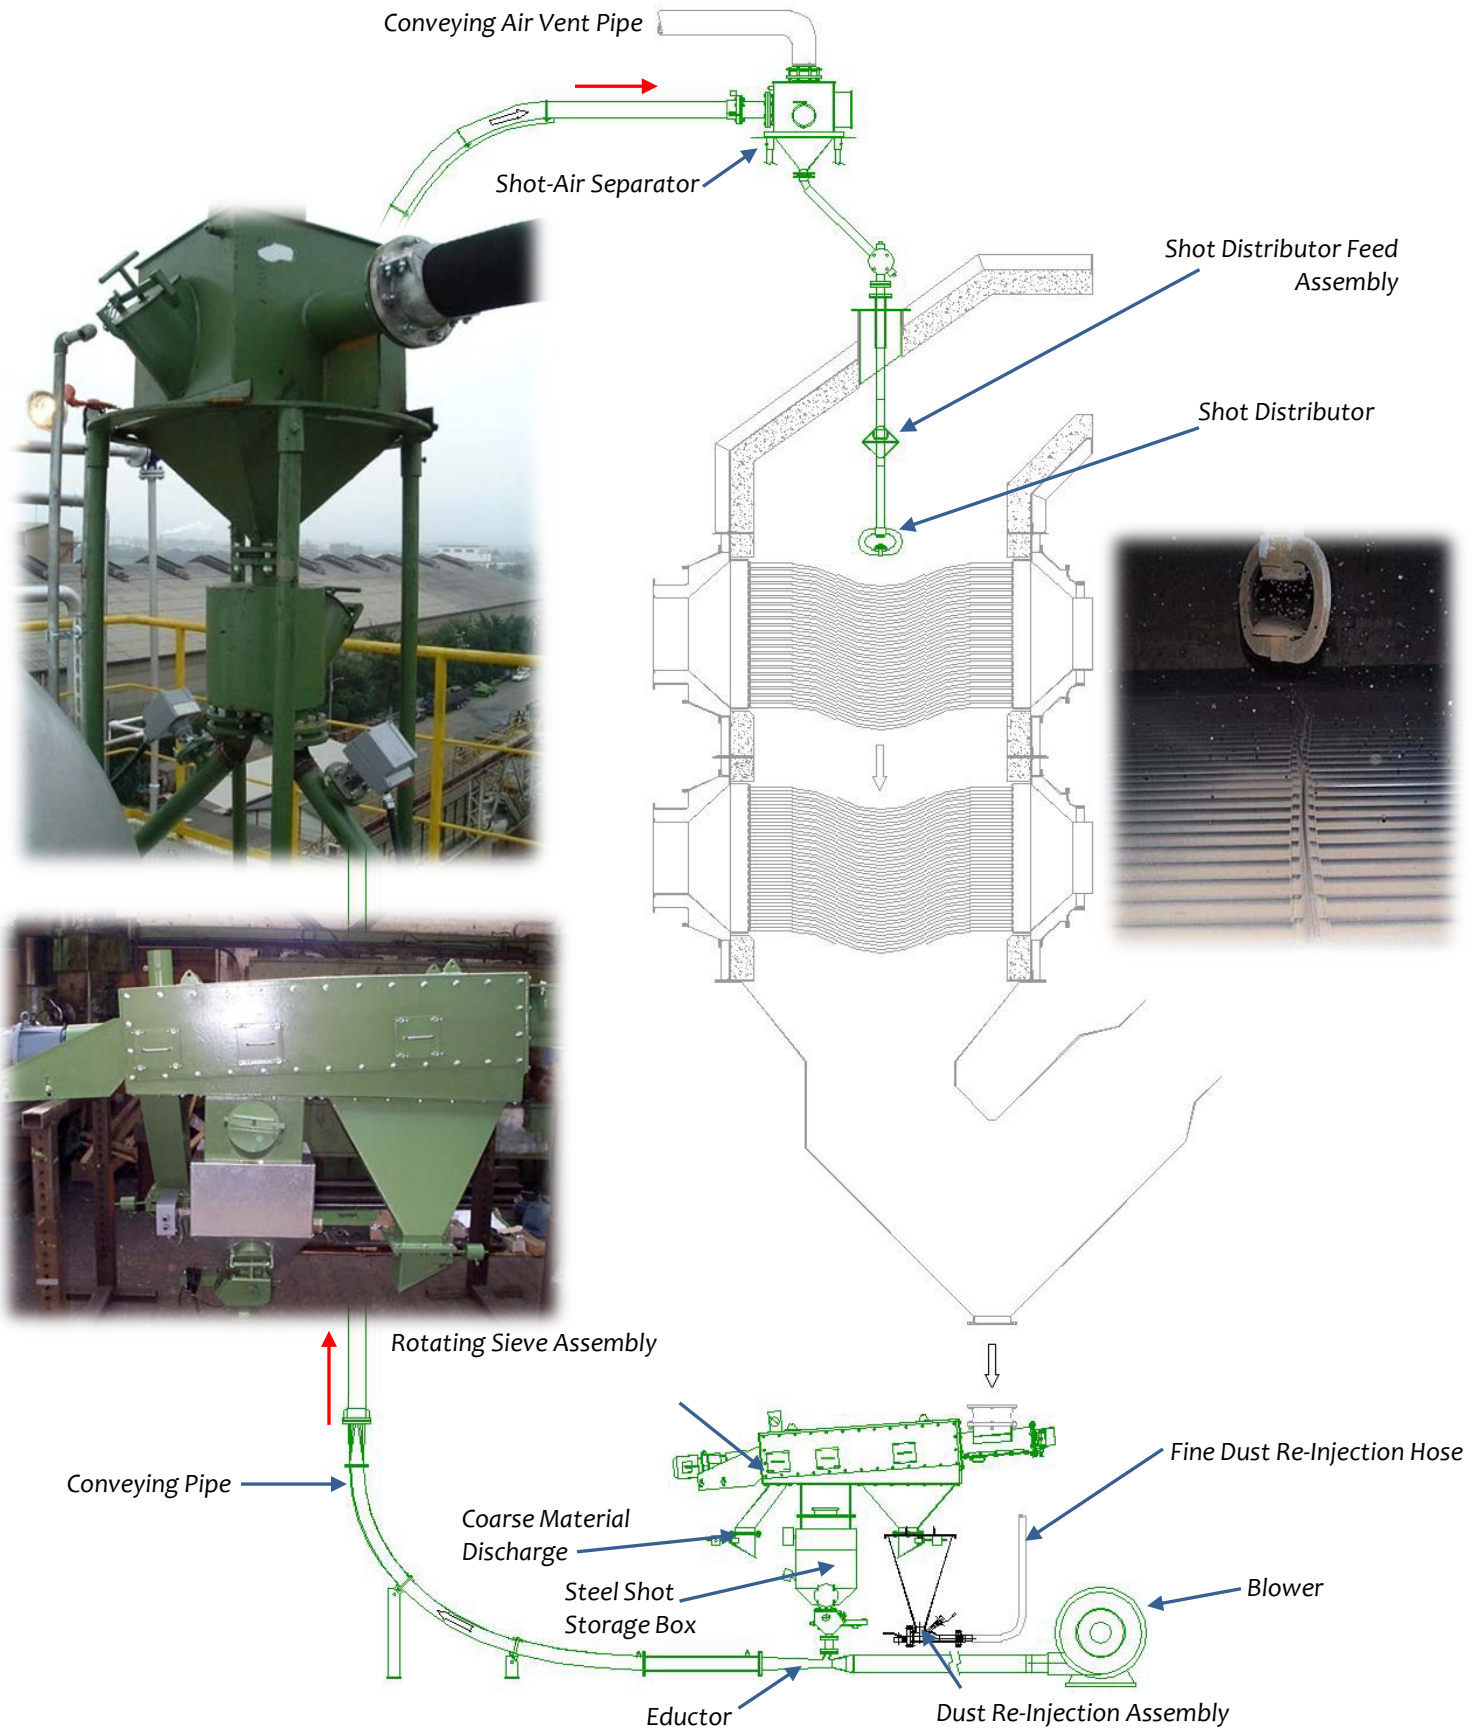 Conveying Air Vent Pipe
Shot-Air Separator
Shot Distributor Feed
Assembly
Shot Distributor
Rotating Sieve Assembly
Fine Dust Re-Injection Hose
Conveying Pipe
Coarse Material
Discharge
Steel Shot
Storage Box
Blower
Eductor
Dust Re-Injection Assembly